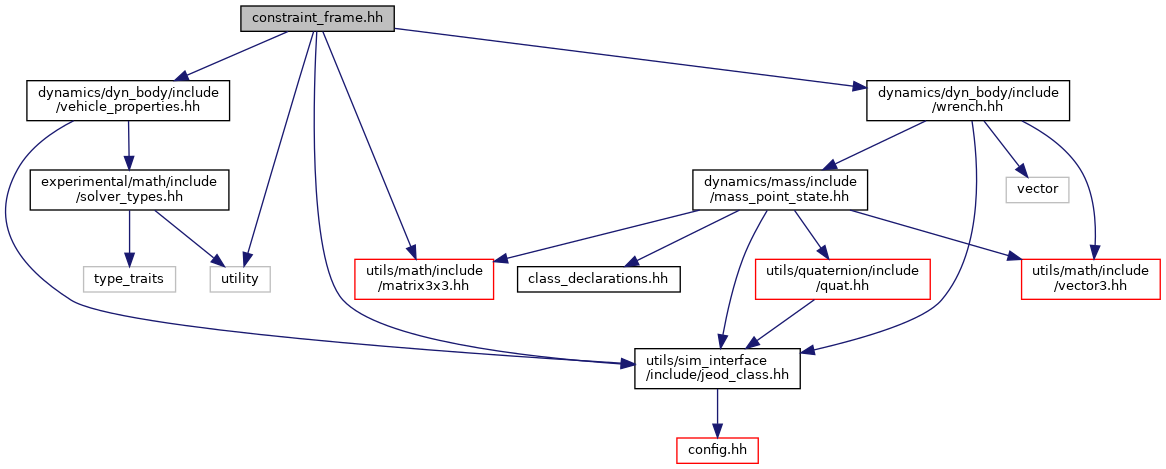 constraint_frame.hh
dynamics/dyn_body/include
/vehicle_properties.hh
dynamics/dyn_body/include
/wrench.hh
experimental/math/include
/solver_types.hh
dynamics/mass/include
/mass_point_state.hh
vector
type_traits
utility
utils/math/include
/matrix3x3.hh
class_declarations.hh
utils/quaternion/include
/quat.hh
utils/math/include
/vector3.hh
utils/sim_interface
/include/jeod_class.hh
config.hh